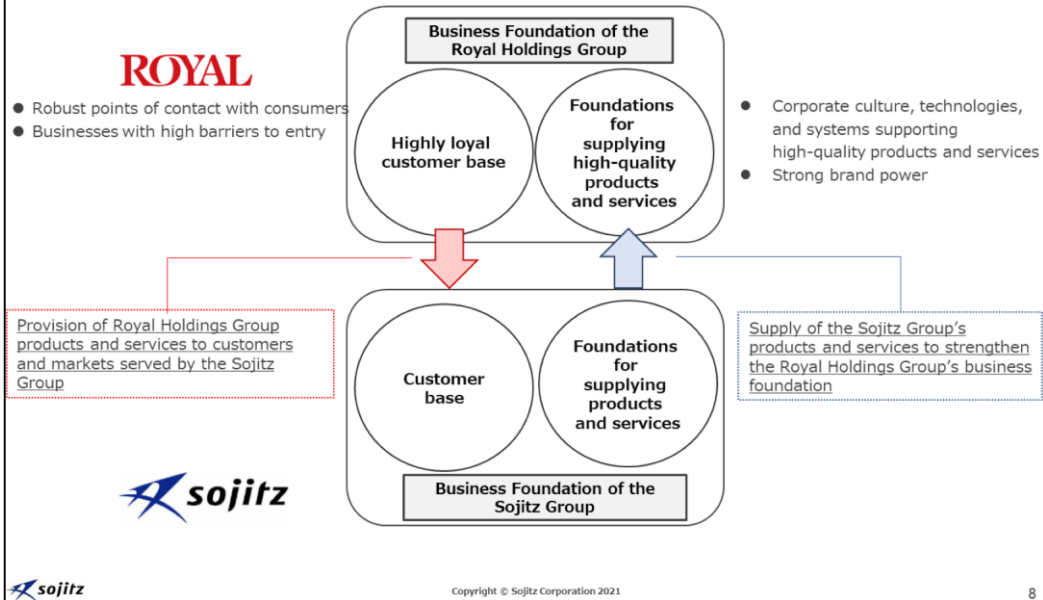 Business Foundation of the
Royal Holdings Group
ROYAL
● Robust points of contact with consumers
● Businesses with high barriers to entry
Highly loyal
customer base
Foundations
for
supplying
high-quality
products
and services
● Corporate culture, technologies,
and systems supporting
high-quality products and services
● Strong brand power
Provision of Royal Holdings Group
products and services to customers
and markets served by the Sojitz
Group
Supply of the Sojitz Group's
products and services to strengthen
the Royal Holdings Group's business
foundation
Customer
base
Foundations
for
supplying
products
and services
sojitz
Business Foundation of the
Sojitz Group
sojitz
Copyright © Sojitz Corporation 2021
8